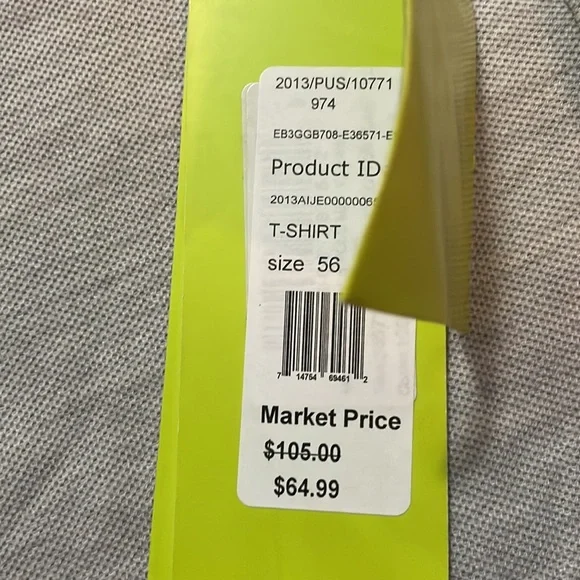 2013/PUS/10771
974
EB3GGB708-E36571-E
Product ID
2013AIJE0000006
T-SHIRT
size 56
7 14754 69461 2
Market Price
$105.00
$64.99